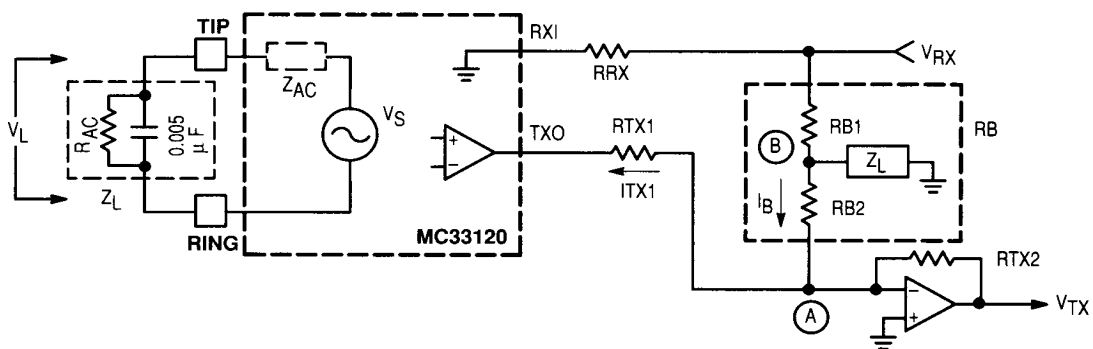 TIP
RXI
RRX
VRX
ZAC
VS
VL
RAC
0.005
μF
ZL
TXO
RTX1
ITX1
RB1
B
ZL
RB
IB
RB2
RING
MC33120
RTX2
A
VTX
+
−
−
+